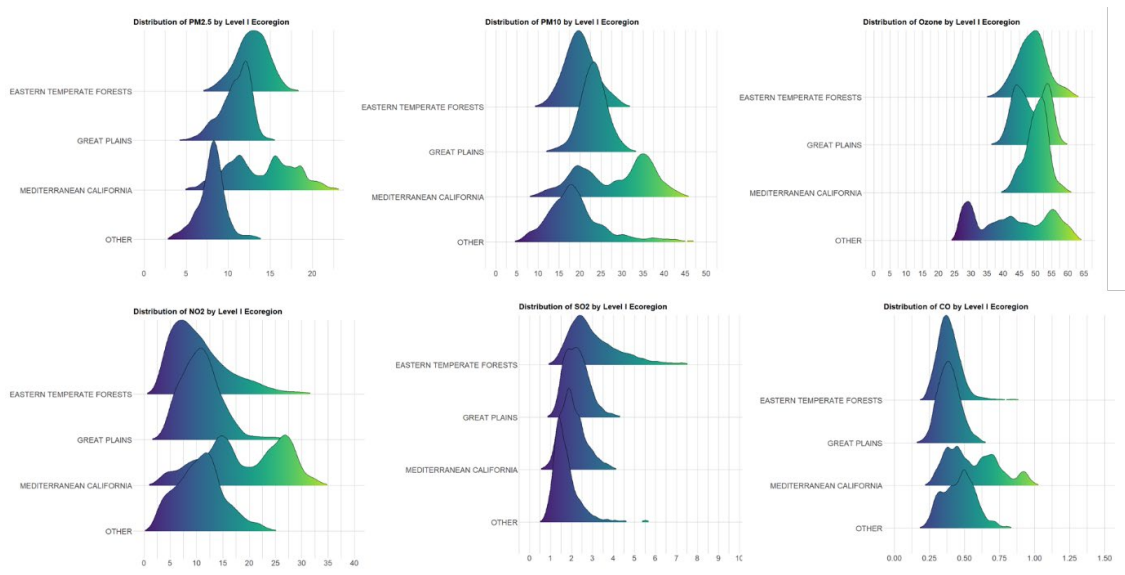 Distribution of PM2.5 by Level I Ecoregion
EASTERN TEMPERATE FORESTS
GREAT PLAINS
MEDITERRANEAN CALIFORNIA
OTHER
0 5 10 15 20
Distribution of PM10 by Level I Ecoregion
EASTERN TEMPERATE FORESTS
GREAT PLAINS
MEDITERRANEAN CALIFORNIA
OTHER
0 5 10 15 20 25 30 35 40 45 50
Distribution of Ozone by Level I Ecoregion
EASTERN TEMPERATE FORESTS
GREAT PLAINS
MEDITERRANEAN CALIFORNIA
OTHER
0 5 10 15 20 25 30 35 40 45 50 55 60 65
Distribution of NO2 by Level I Ecoregion
EASTERN TEMPERATE FORESTS
GREAT PLAINS
MEDITERRANEAN CALIFORNIA
OTHER
0 5 10 15 20 25 30 35 40
Distribution of SO2 by Level I Ecoregion
EASTERN TEMPERATE FORESTS
GREAT PLAINS
MEDITERRANEAN CALIFORNIA
OTHER
0 1 2 3 4 5 6 7 8 9 10
Distribution of CO by Level I Ecoregion
EASTERN TEMPERATE FORESTS
GREAT PLAINS
MEDITERRANEAN CALIFORNIA
OTHER
0.00 0.25 0.50 0.75 1.00 1.25 1.50